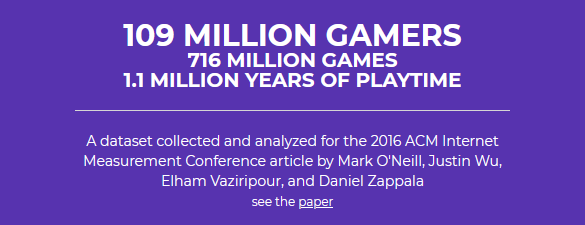 109 MILLION GAMERS
716 MILLION GAMES
1.1 MILLION YEARS OF PLAYTIME
A dataset collected and analyzed for the 2016 ACM Internet
Measurement Conference article by Mark O'Neill, Justin Wu,
Elham Vaziripour, and Daniel Zappala
see the paper